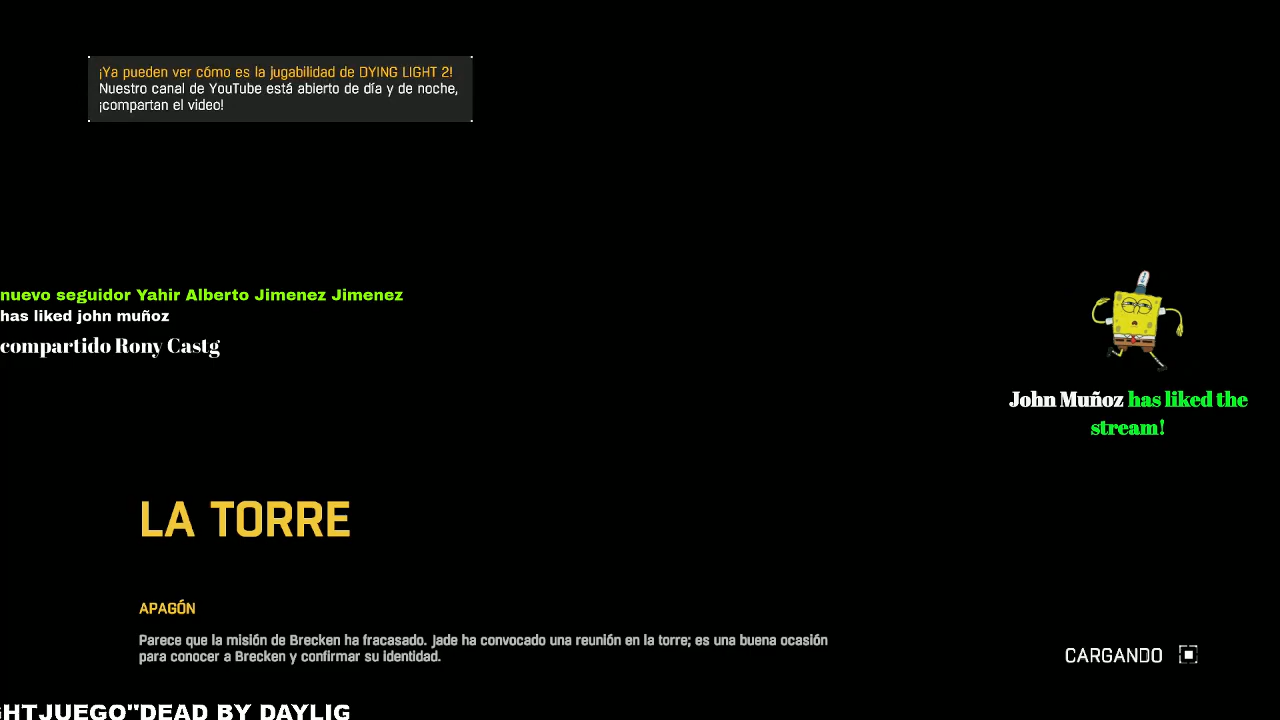 ¡Ya pueden ver cómo es la jugabilidad de DYING LIGHT 2!
Nuestro canal de YouTube está abierto de día y de noche,
¡compartan el video!
nuevo seguidor Yahir Alberto Jimenez Jimenez
has liked john muñoz
compartido Rony Castg
John Muñoz has liked the
stream!
LA TORRE
APAGÓN
Parece que la misión de Brecken ha fracasado. Jade ha convocado una reunión en la torre; es una buena ocasión
para conocer a Brecken y confirmar su identidad.
CARGANDO
GHTJUEGO"DEAD BY DAYLIG